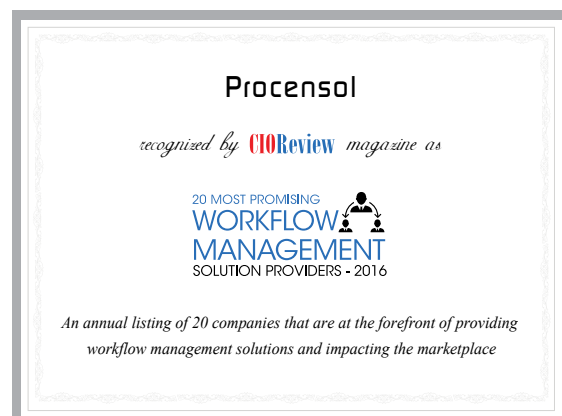 Procensol
recognized by CIOReview magazine as
20 MOST PROMISING
WORKFLOW
MANAGEMENT
SOLUTION PROVIDERS - 2016
An annual listing of 20 companies that are at the forefront of providing
workflow management solutions and impacting the marketplace